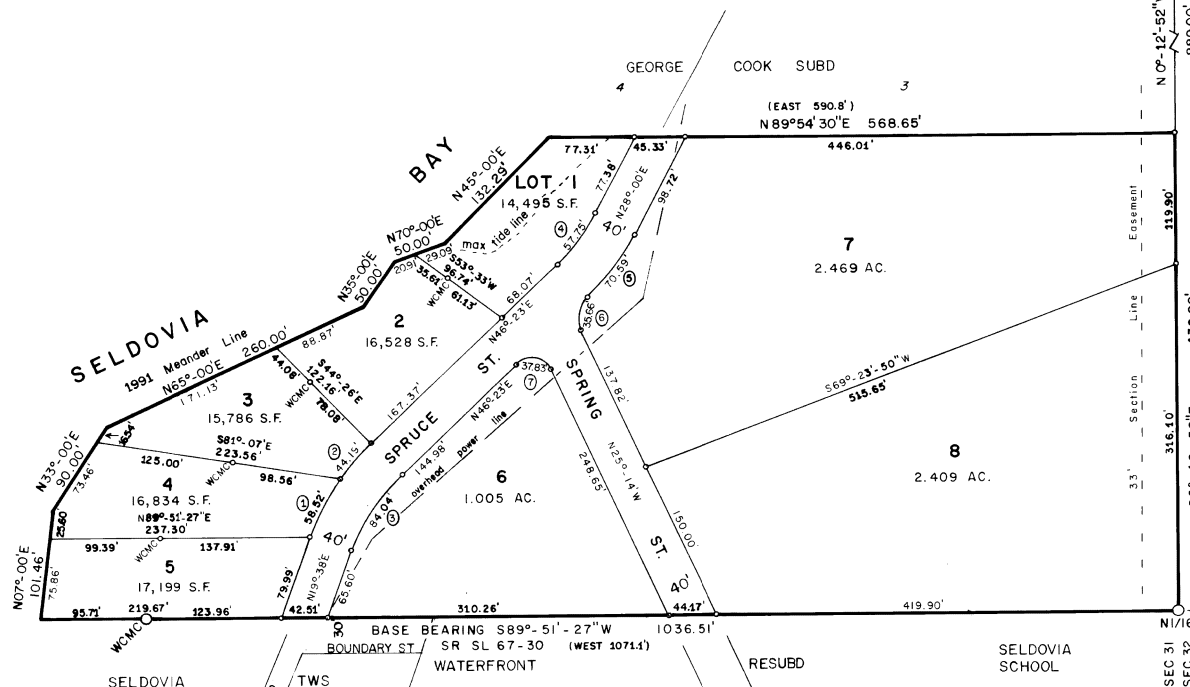 GEORGE COOK SUBD
4
3
N 0°-12'-52"
(EAST 590.8')
N 89°54'30"E 568.65'
77.31'
45.33'
446.01'
SELDOVIA BAY
1991 Meander Line
N45°-00'E
132.29'
LOT 1
14,495 S.F.
max tide line
77.38'
N28°-00'E
98.72'
40'
④
57.75'
70.59'
⑤
35.66'
⑥
N70°-00'E
50.00'
20.91'
29.09'
S53°-33'W
96.74'
35.61'
61.13'
WCMC
68.07'
N46°-23'E
N35°-00'E
50.00'
N65°-00'E 260.00'
88.87'
171.13'
2
16,528 S.F.
167.37'
S44°-26'E
122.16'
44.08'
78.08'
WCMC
3
15,786 S.F.
16.54'
S81°-07'E
223.56'
125.00'
98.56'
WCMC
②
44.15'
N33°-00'E
90.00'
73.46'
4
16,834 S.F.
①
58.52'
N89°-51'-27"E
237.30'
99.39'
137.91'
WCMC
25.60'
N07°-00'E
101.46'
75.86'
5
17,199 S.F.
79.99'
95.71'
219.67'
123.96'
WCMC
SPRUCE ST.
40'
N19°-38'E
65.60'
84.04'
③
144.98'
N46°-23'E
overhead power line
37.83'
⑦
6
1.005 AC.
248.65'
SPRING ST.
137.82'
N25°-14'W
150.00'
40'
7
2.469 AC.
S69°-23'-50"W
515.65'
8
2.409 AC.
33' Section Line Easement
119.90'
316.10'
42.51'
310.26'
44.17'
419.90'
30'
BASE BEARING S89°-51'-27"W 1036.51'
BOUNDARY ST.
SR SL 67-30 (WEST 1071.1')
WATERFRONT RESUBD
SELDOVIA
TWS
SELDOVIA
SCHOOL
N1/16
SEC 31
SEC 32